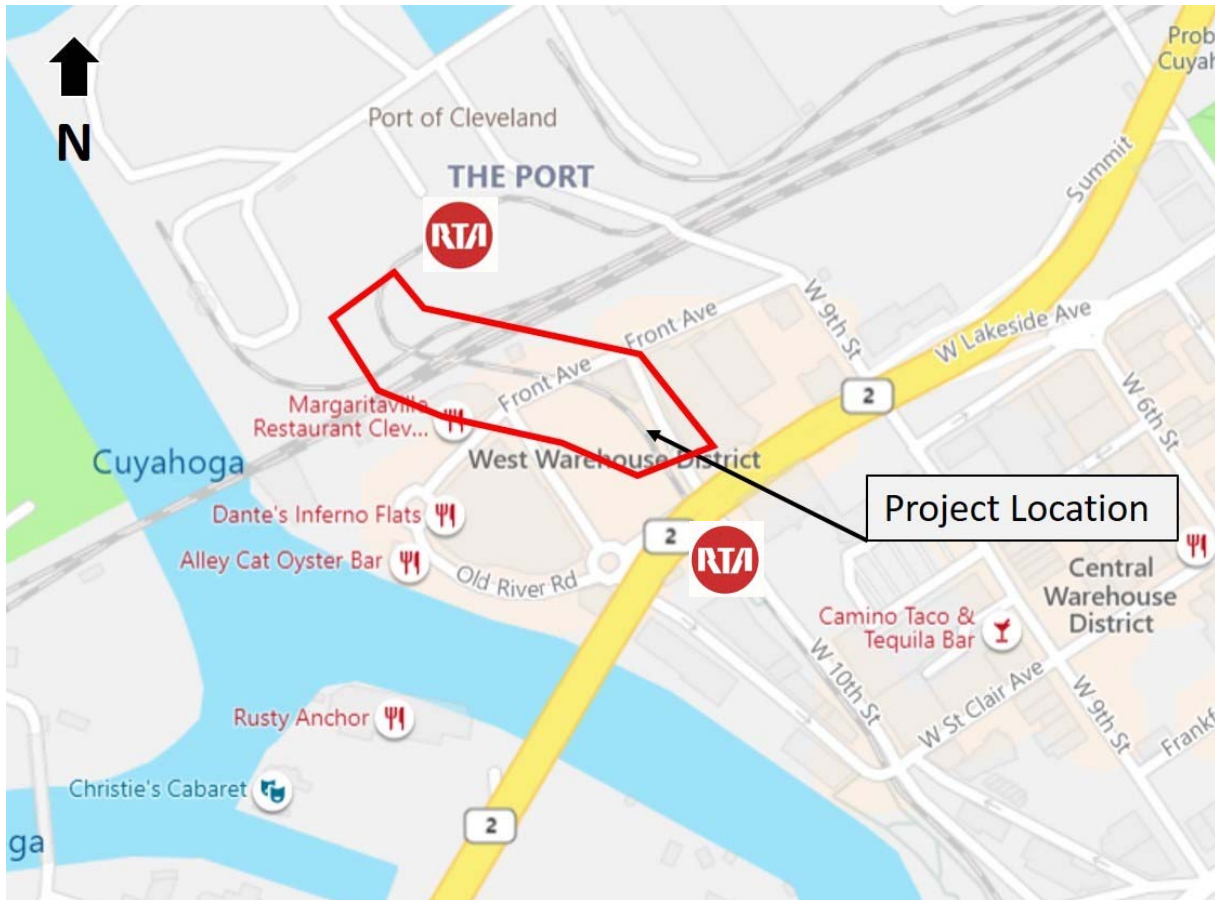 N
Prob
Cuyah
Port of Cleveland
THE PORT
RTA
Summit
W 9th St
Front Ave
W Lakeside Ave
Front Ave
2
W 6th St
Margaritaville
Restaurant Clev...
West Warehouse District
Cuyahoga
Project Location
Dante's Inferno Flats
2
RTA
Alley Cat Oyster Bar
Old River Rd
Central
Warehouse
District
Camino Taco &
Tequila Bar
W 10th St
W St Clair Ave
W 9th St
Rusty Anchor
Frankf
Christie's Cabaret
2
ga